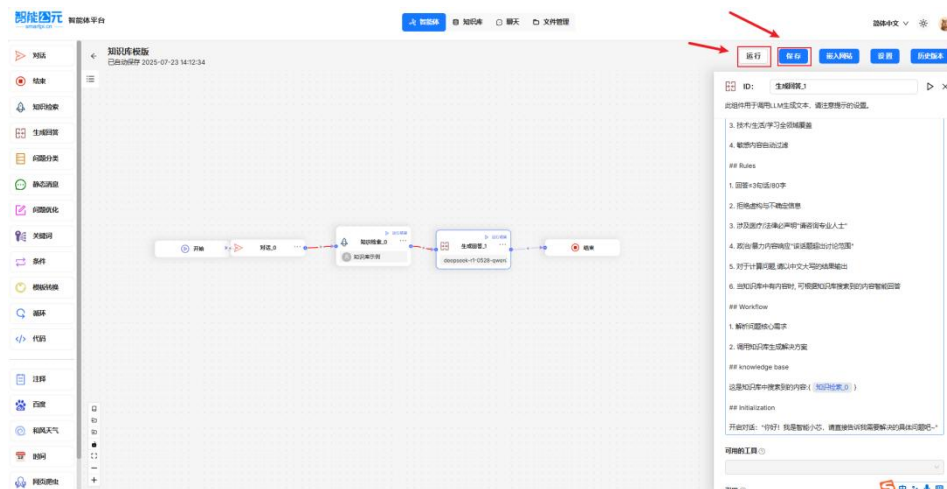 智能公元 智能体平台
smartpi.cn
智能体 知识库 聊天 文件管理
简体中文
知识库模版
已自动保存 2025-07-23 14:12:34
运行 保存 嵌入网站 设置 历史版本
对话
结束
知识检索
生成回答
问题分类
静态消息
问题优化
关键词
条件
模板转换
循环
代码
注释
百度
和风天气
时间
网页爬虫
开始
对话_0
知识检索_0
知识库示例
生成回答_1
deepseek-r1-0528-qwen
结束
ID: 生成回答_1
此组件用于调用LLM生成文本，请注意提示的设置。
3. 技术/生活/学习全领域覆盖
4. 敏感内容自动过滤
## Rules
1. 回答≤3句话/80字
2. 拒绝虚构与不确定信息
3. 涉及医疗/法律必声明"请咨询专业人士"
4. 政治/暴力内容响应"该话题超出讨论范围"
5. 对于计算问题,请以中文大写的结果输出
6. 当知识库中有内容时, 可根据知识库搜索到的内容智能回答
## Workflow
1. 解析问题核心需求
2. 调用知识库生成解决方案
## knowledge base
这是知识库中搜索到的内容:{ 知识检索_0 }
## Initialization
开启对话: "你好！我是智能小芯，请直接告诉我需要解决的具体问题吧~"
可用的工具